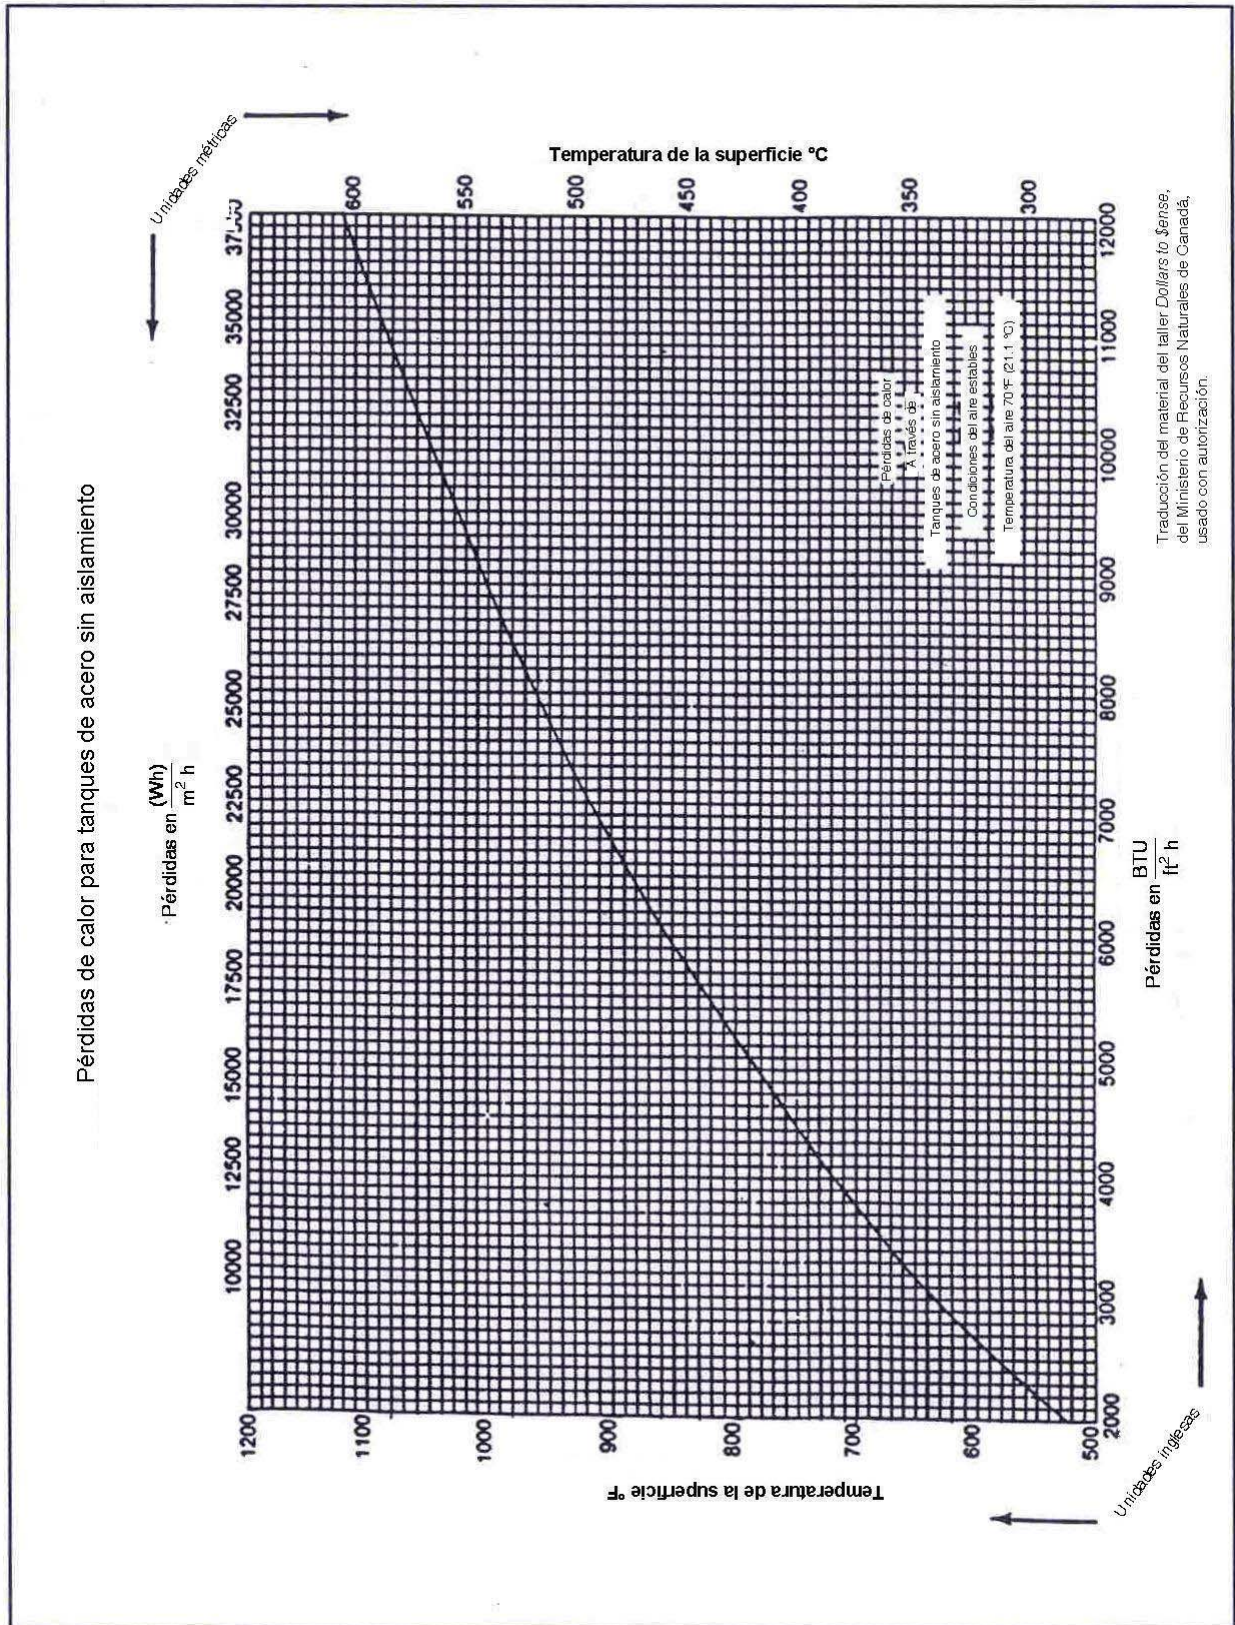 Pérdidas de calor para tanques de acero sin aislamiento
Pérdidas en (Wh)
m² h
Unidades métricas
10000 12500 15000 17500 20000 22500 25000 27500 30000 32500 35000
Temperatura de la superficie °F
1200
1100
1000
900
800
700
600
500
Temperatura de la superficie °C
600
550
500
450
400
350
300
Pérdidas de calor
A través de
Tanques de acero sin aislamiento
Condiciones del aire estables
Temperatura del aire 70°F (21.1 °C)
2000 3000 4000 5000 6000 7000 8000 9000 10000 11000 12000
Unidades inglesas
Pérdidas en BTU
ft² h
Traducción del material del taller Dollars to $ense,
del Ministerio de Recursos Naturales de Canadá,
usado con autorización.